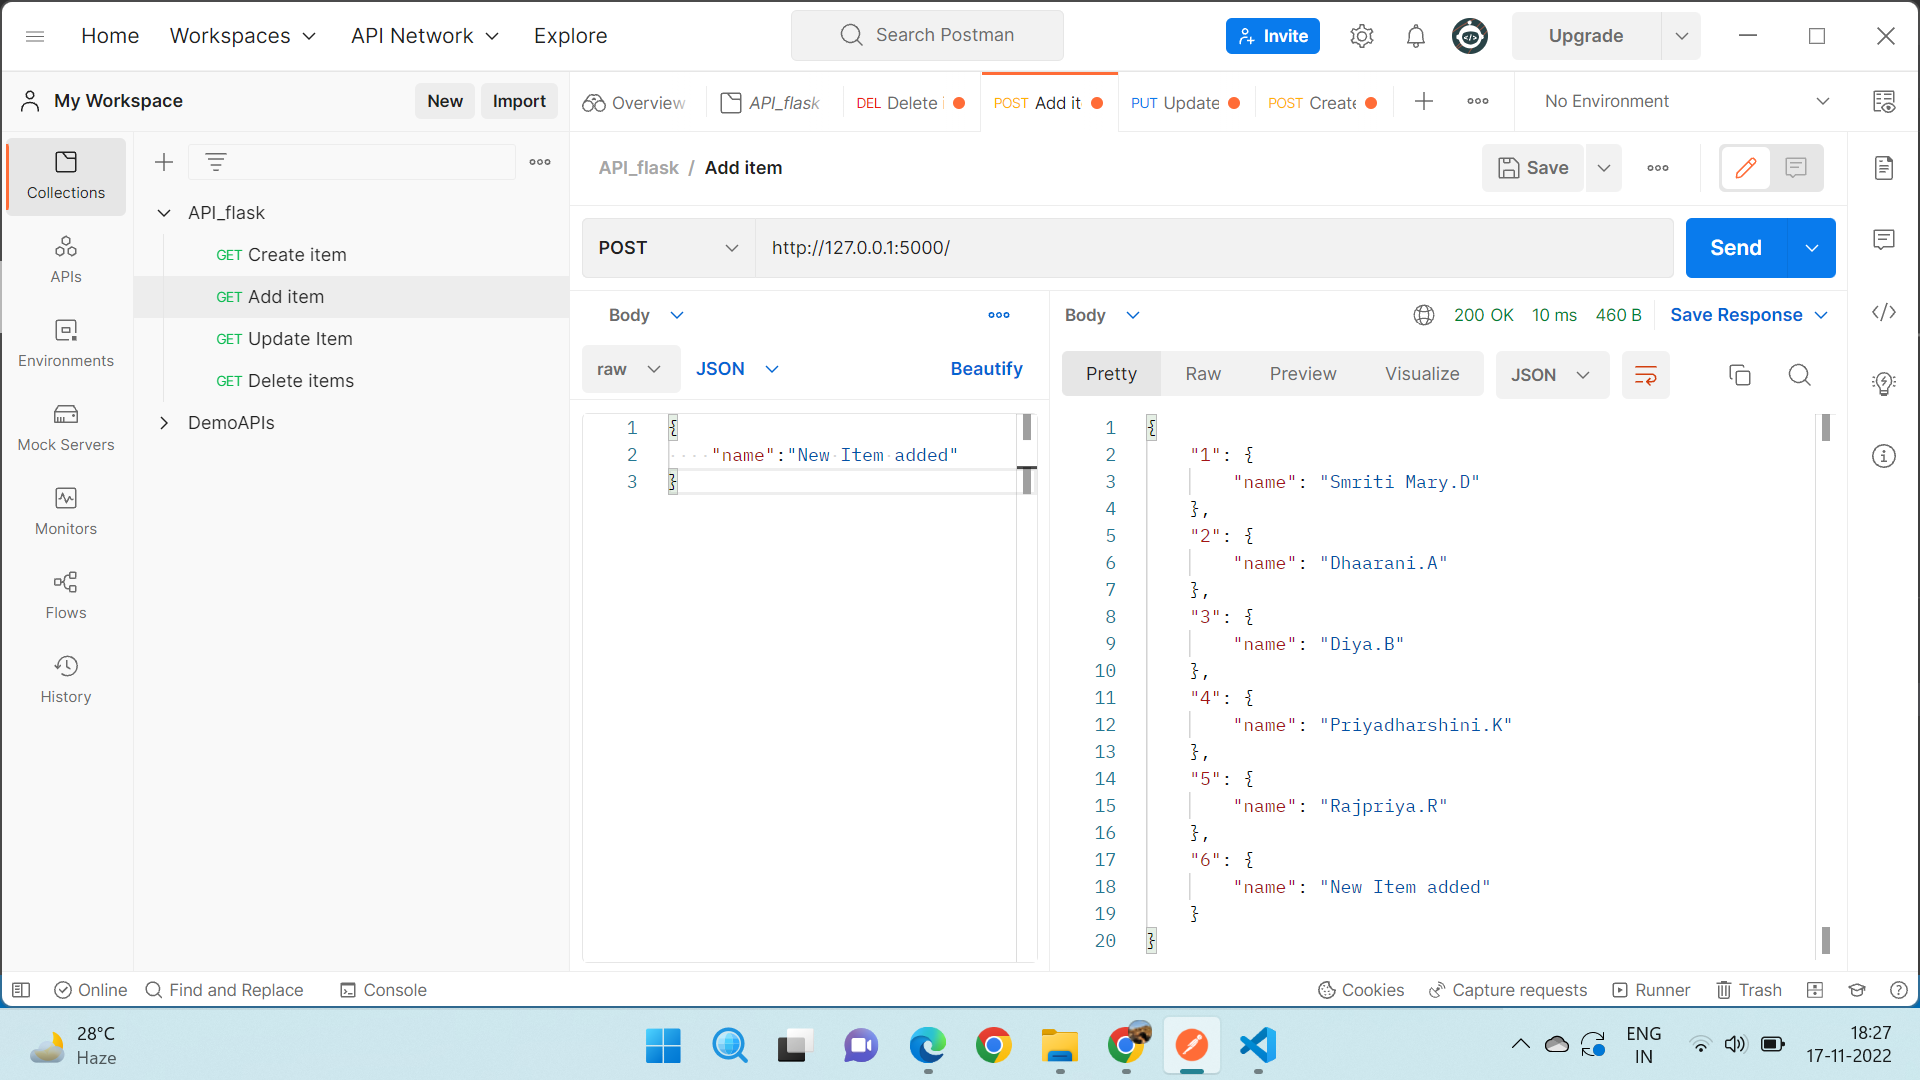 Home Workspaces API Network Explore Search Postman Invite Upgrade
My Workspace New Import Overview API_flask DEL Delete POST Add it PUT Update POST Create No Environment
Collections
APIs
Environments
Mock Servers
Monitors
Flows
History
API_flask
GET Create item
GET Add item
GET Update Item
GET Delete items
DemoAPIs
API_flask / Add item Save
POST http://127.0.0.1:5000/ Send
Body
raw JSON Beautify
1 {
2 "name":"New Item added"
3 }
Body 200 OK 10 ms 460 B Save Response
Pretty Raw Preview Visualize JSON
1 {
2 "1": {
3 "name": "Smriti Mary.D"
4 },
5 "2": {
6 "name": "Dhaarani.A"
7 },
8 "3": {
9 "name": "Diya.B"
10 },
11 "4": {
12 "name": "Priyadharshini.K"
13 },
14 "5": {
15 "name": "Rajpriya.R"
16 },
17 "6": {
18 "name": "New Item added"
19 }
20 }
Online Find and Replace Console Cookies Capture requests Runner Trash
28°C
Haze
ENG
IN
18:27
17-11-2022